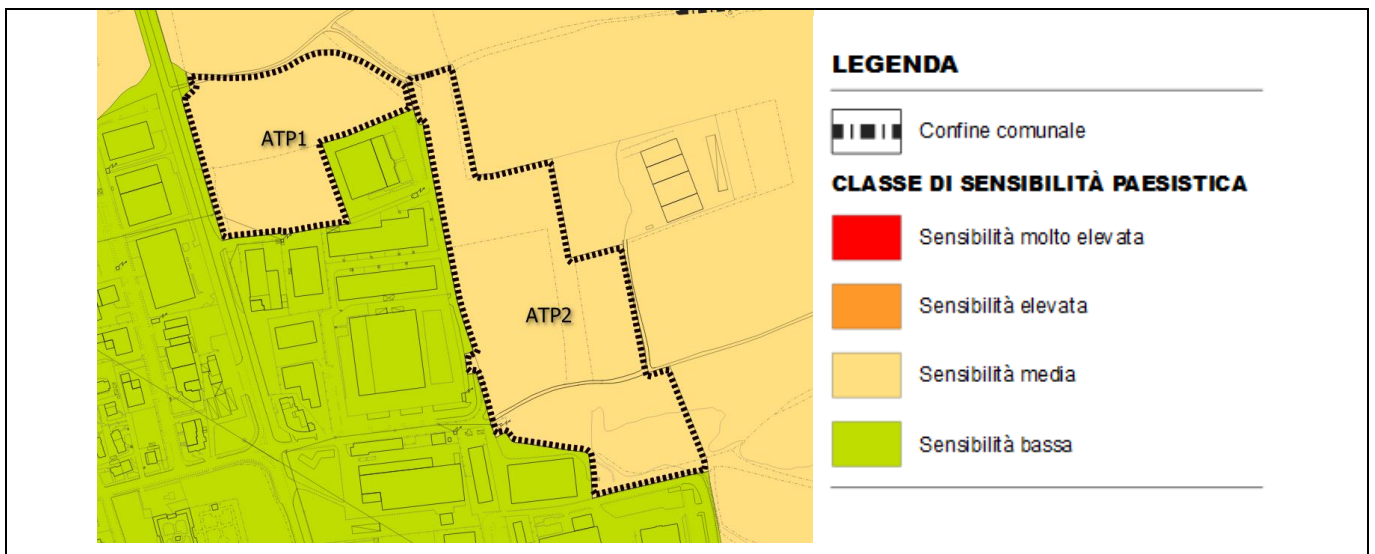 ATP1
ATP2
LEGENDA
Confine comunale
CLASSE DI SENSIBILITÀ PAESISTICA
Sensibilità molto elevata
Sensibilità elevata
Sensibilità media
Sensibilità bassa